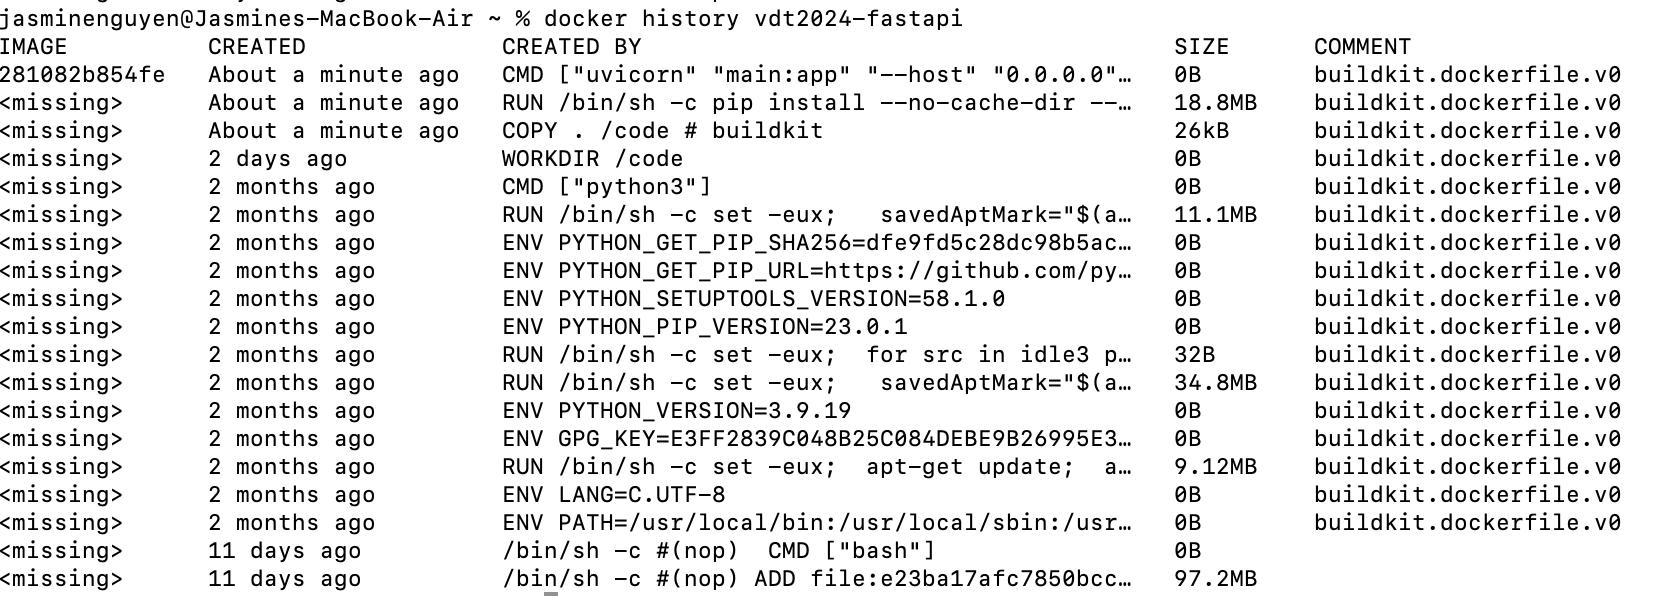 jasminenguyen@Jasmines-MacBook-Air ~ % docker history vdt2024-fastapi
IMAGE CREATED CREATED BY SIZE COMMENT
281082b854fe About a minute ago CMD ["uvicorn" "main:app" "--host" "0.0.0.0"… 0B buildkit.dockerfile.v0
<missing> About a minute ago RUN /bin/sh -c pip install --no-cache-dir --… 18.8MB buildkit.dockerfile.v0
<missing> About a minute ago COPY . /code # buildkit 26kB buildkit.dockerfile.v0
<missing> 2 days ago WORKDIR /code 0B buildkit.dockerfile.v0
<missing> 2 months ago CMD ["python3"] 0B buildkit.dockerfile.v0
<missing> 2 months ago RUN /bin/sh -c set -eux; savedAptMark="$(a… 11.1MB buildkit.dockerfile.v0
<missing> 2 months ago ENV PYTHON_GET_PIP_SHA256=dfe9fd5c28dc98b5ac… 0B buildkit.dockerfile.v0
<missing> 2 months ago ENV PYTHON_GET_PIP_URL=https://github.com/py… 0B buildkit.dockerfile.v0
<missing> 2 months ago ENV PYTHON_SETUPTOOLS_VERSION=58.1.0 0B buildkit.dockerfile.v0
<missing> 2 months ago ENV PYTHON_PIP_VERSION=23.0.1 0B buildkit.dockerfile.v0
<missing> 2 months ago RUN /bin/sh -c set -eux; for src in idle3 p… 32B buildkit.dockerfile.v0
<missing> 2 months ago RUN /bin/sh -c set -eux; savedAptMark="$(a… 34.8MB buildkit.dockerfile.v0
<missing> 2 months ago ENV PYTHON_VERSION=3.9.19 0B buildkit.dockerfile.v0
<missing> 2 months ago ENV GPG_KEY=E3FF2839C048B25C084DEBE9B26995E3… 0B buildkit.dockerfile.v0
<missing> 2 months ago RUN /bin/sh -c set -eux; apt-get update; a… 9.12MB buildkit.dockerfile.v0
<missing> 2 months ago ENV LANG=C.UTF-8 0B buildkit.dockerfile.v0
<missing> 2 months ago ENV PATH=/usr/local/bin:/usr/local/sbin:/usr… 0B buildkit.dockerfile.v0
<missing> 11 days ago /bin/sh -c #(nop) CMD ["bash"] 0B
<missing> 11 days ago /bin/sh -c #(nop) ADD file:e23ba17afc7850bcc… 97.2MB